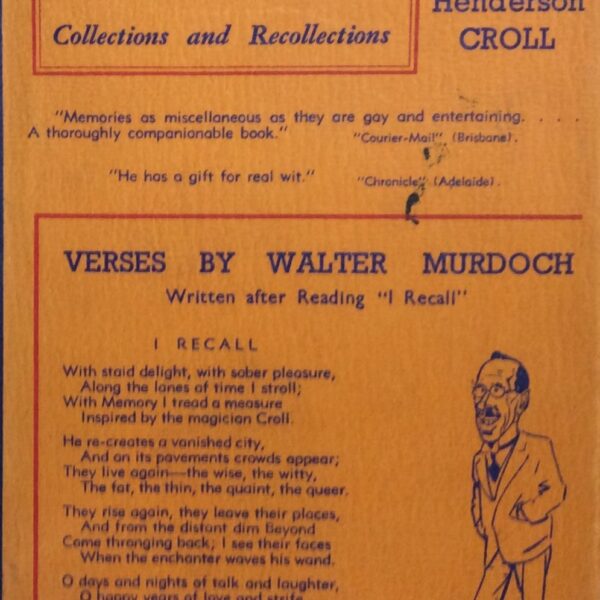 Henderson
Collections and Recollections
CROLL
"Memories as miscellaneous as they are gay and entertaining. . . .
A thoroughly companionable book."
"Courier-Mail" (Brisbane).
"He has a gift for real wit."
"Chronicle" (Adelaide).
VERSES BY WALTER MURDOCH
Written after Reading "I Recall"
I RECALL
With staid delight, with sober pleasure,
Along the lanes of time I stroll;
With Memory I tread a measure
Inspired by the magician Croll.
He re-creates a vanished city,
And on its pavements crowds appear;
They live again—the wise, the witty,
The fat, the thin, the quaint, the queer.
They rise again, they leave their places,
And from the distant dim Beyond
Come thronging back; I see their faces
When the enchanter waves his wand.
O days and nights of talk and laughter,
O happy years of love and strife